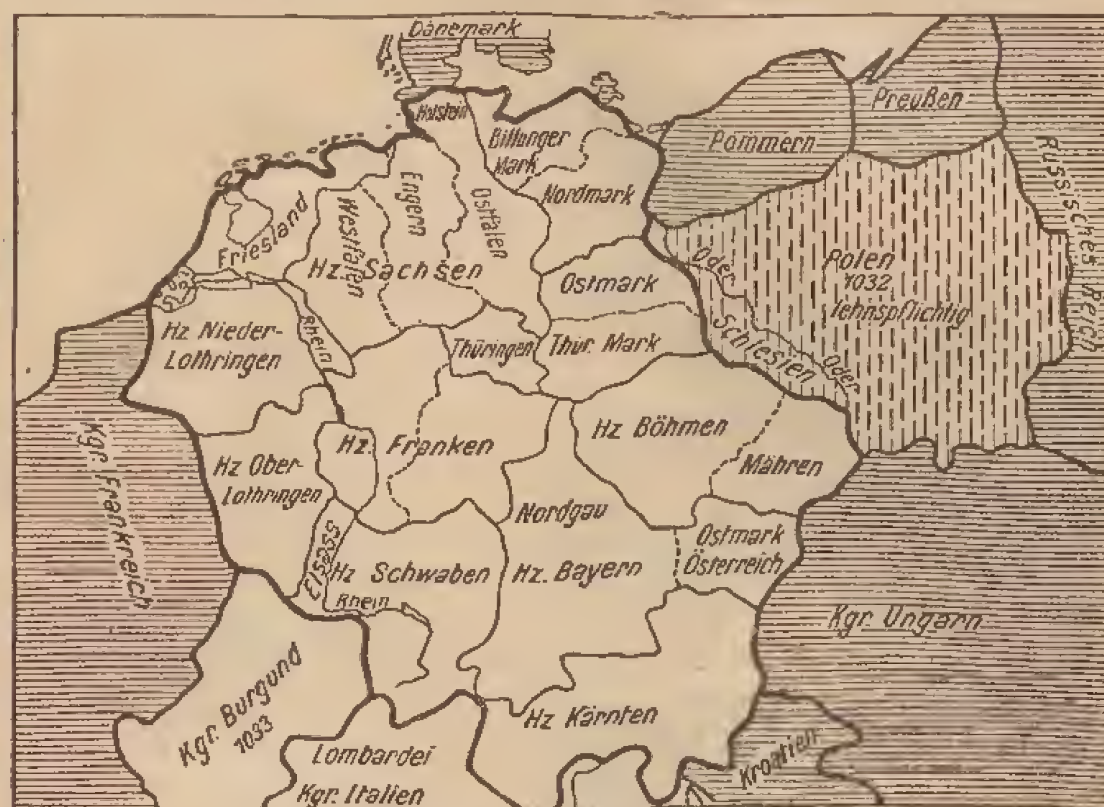 Dänemark
Holstein
Billunger
Mark
Nordmark
Pommern
Preußen
Russisches Reich
Friesland
Westfalen
Engern
Ostfalen
Hz. Sachsen
Ostmark
Polen
1032
lehnspflichtig
Oder
Schlesien
Oder
Hz Nieder-
Lothringen
Rhein
Thüringen
Thür. Mark
Kgr. Frankreich
Hz Ober-
Lothringen
Hz. Franken
Hz Böhmen
Mähren
Nordgau
Ostmark
Österreich
Elsass
Hz Schwaben
Rhein
Hz. Bayern
Kgr. Ungarn
Kgr. Burgund
1033
Hz Kärnten
Lombardei
Kgr. Italien
Kroatien